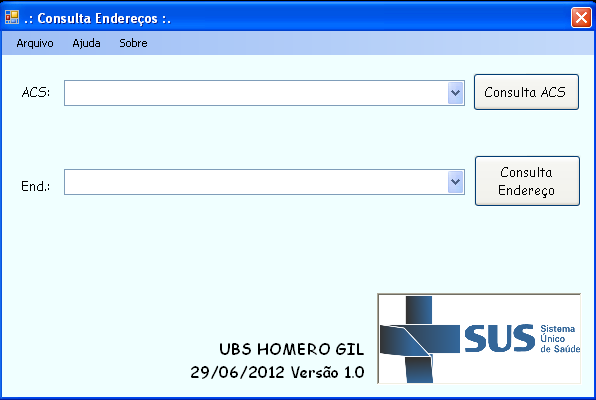 .: Consulta Endereços :.
Arquivo Ajuda Sobre
ACS:
Consulta ACS
End.:
Consulta
Endereço
UBS HOMERO GIL
29/06/2012 Versão 1.0
SUS
Sistema
Único
de Saúde